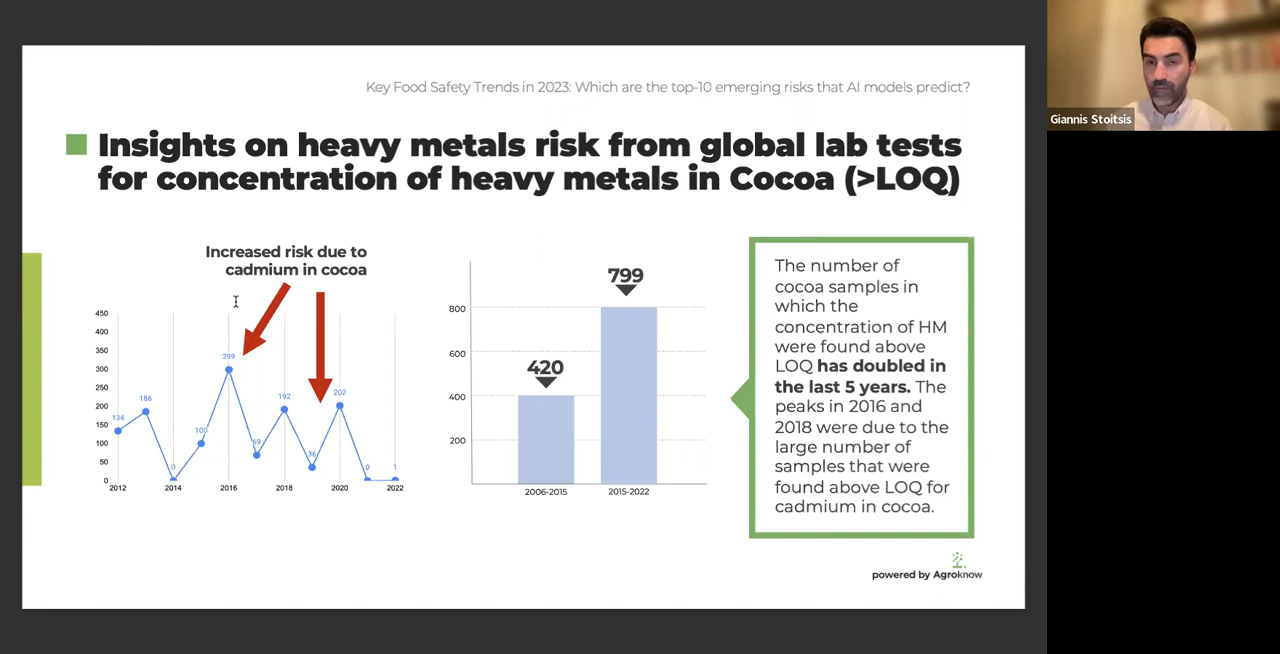 Key Food Safety Trends in 2023: Which are the top-10 emerging risks that AI models predict?
Giannis Stoitsis
Insights on heavy metals risk from global lab tests
for concentration of heavy metals in Cocoa (>LOQ)
Increased risk due to
cadmium in cocoa
450
400
350
300
250
200
150
100
50
0
134
186
0
100
299
69
192
36
202
0
1
2012
2014
2016
2018
2020
2022
800
600
400
200
420
799
2006-2015
2015-2022
The number of
cocoa samples in
which the
concentration of HM
were found above
LOQ has doubled in
the last 5 years. The
peaks in 2016 and
2018 were due to the
large number of
samples that were
found above LOQ for
cadmium in cocoa.
powered by Agroknow